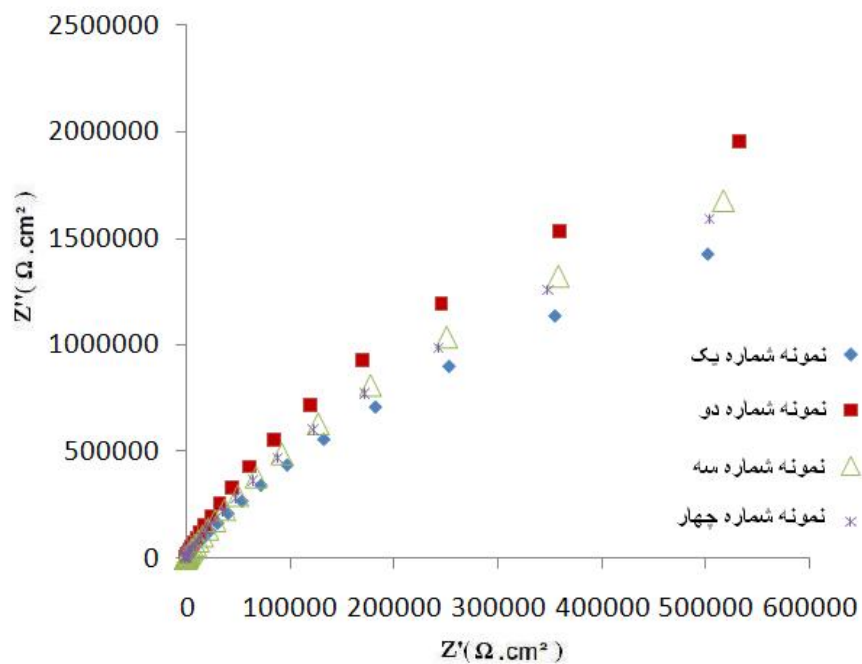 2500000
2000000
1500000
1000000
500000
0
Z''( Ω .cm²)
0 100000 200000 300000 400000 500000 600000
Z'( Ω .cm²)
نمونه شماره یک
نمونه شماره دو
نمونه شماره سه
نمونه شماره چهار